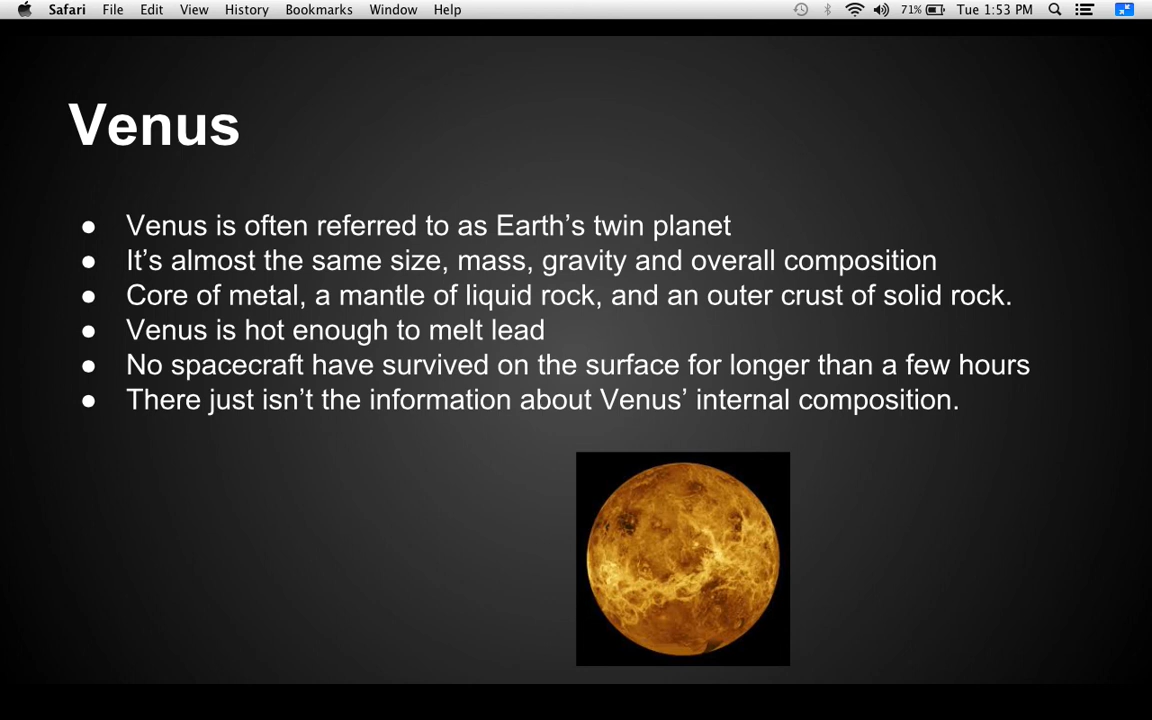 Safari File Edit View History Bookmarks Window Help 71% Tue 1:53 PM
Venus
● Venus is often referred to as Earth’s twin planet
● It’s almost the same size, mass, gravity and overall composition
● Core of metal, a mantle of liquid rock, and an outer crust of solid rock.
● Venus is hot enough to melt lead
● No spacecraft have survived on the surface for longer than a few hours
● There just isn’t the information about Venus’ internal composition.